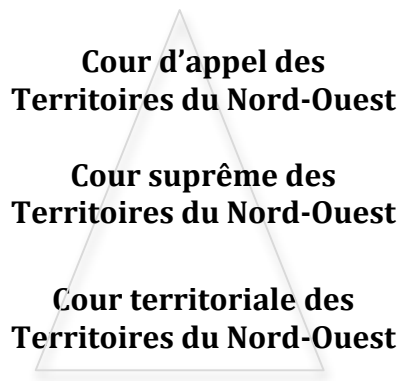 Cour d’appel des
Territoires du Nord-Ouest
Cour suprême des
Territoires du Nord-Ouest
Cour territoriale des
Territoires du Nord-Ouest